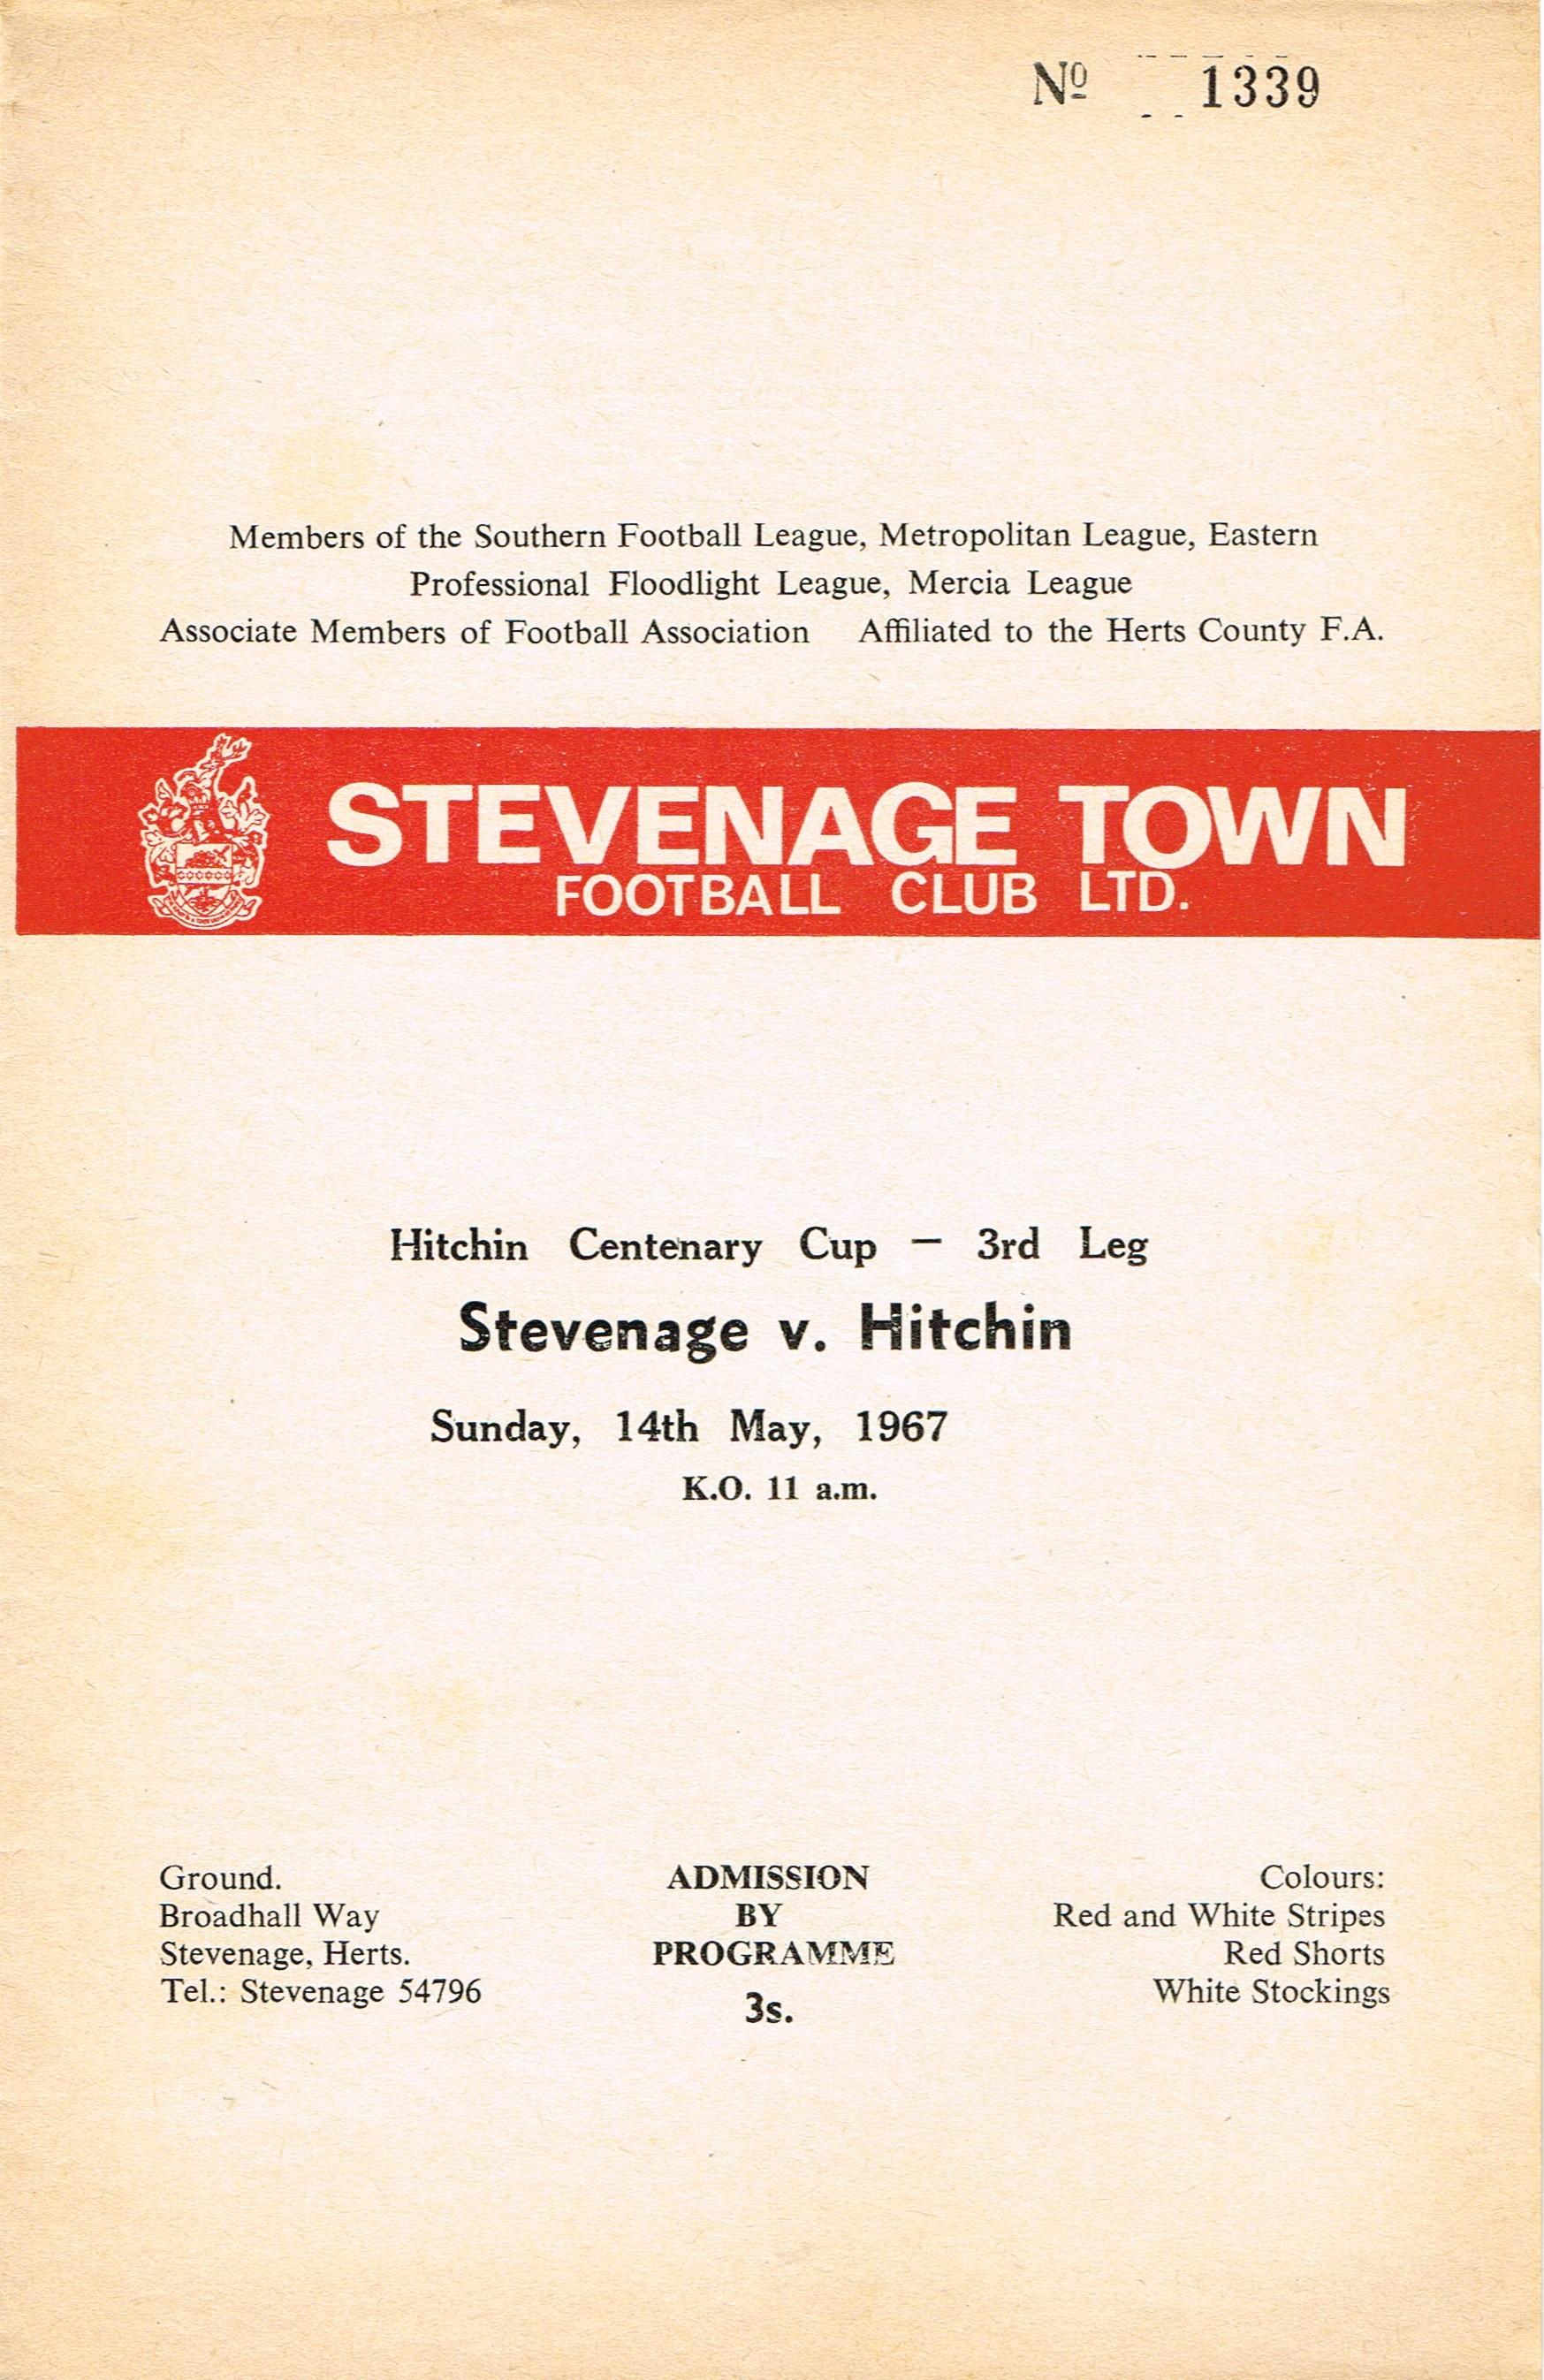 Nº 1339
Members of the Southern Football League, Metropolitan League, Eastern
Professional Floodlight League, Mercia League
Associate Members of Football Association Affiliated to the Herts County F.A.
STEVENAGE TOWN
FOOTBALL CLUB LTD.
Hitchin Centenary Cup – 3rd Leg
Stevenage v. Hitchin
Sunday, 14th May, 1967
K.O. 11 a.m.
Ground.
Broadhall Way
Stevenage, Herts.
Tel.: Stevenage 54796
ADMISSION
BY
PROGRAMME
3s.
Colours:
Red and White Stripes
Red Shorts
White Stockings